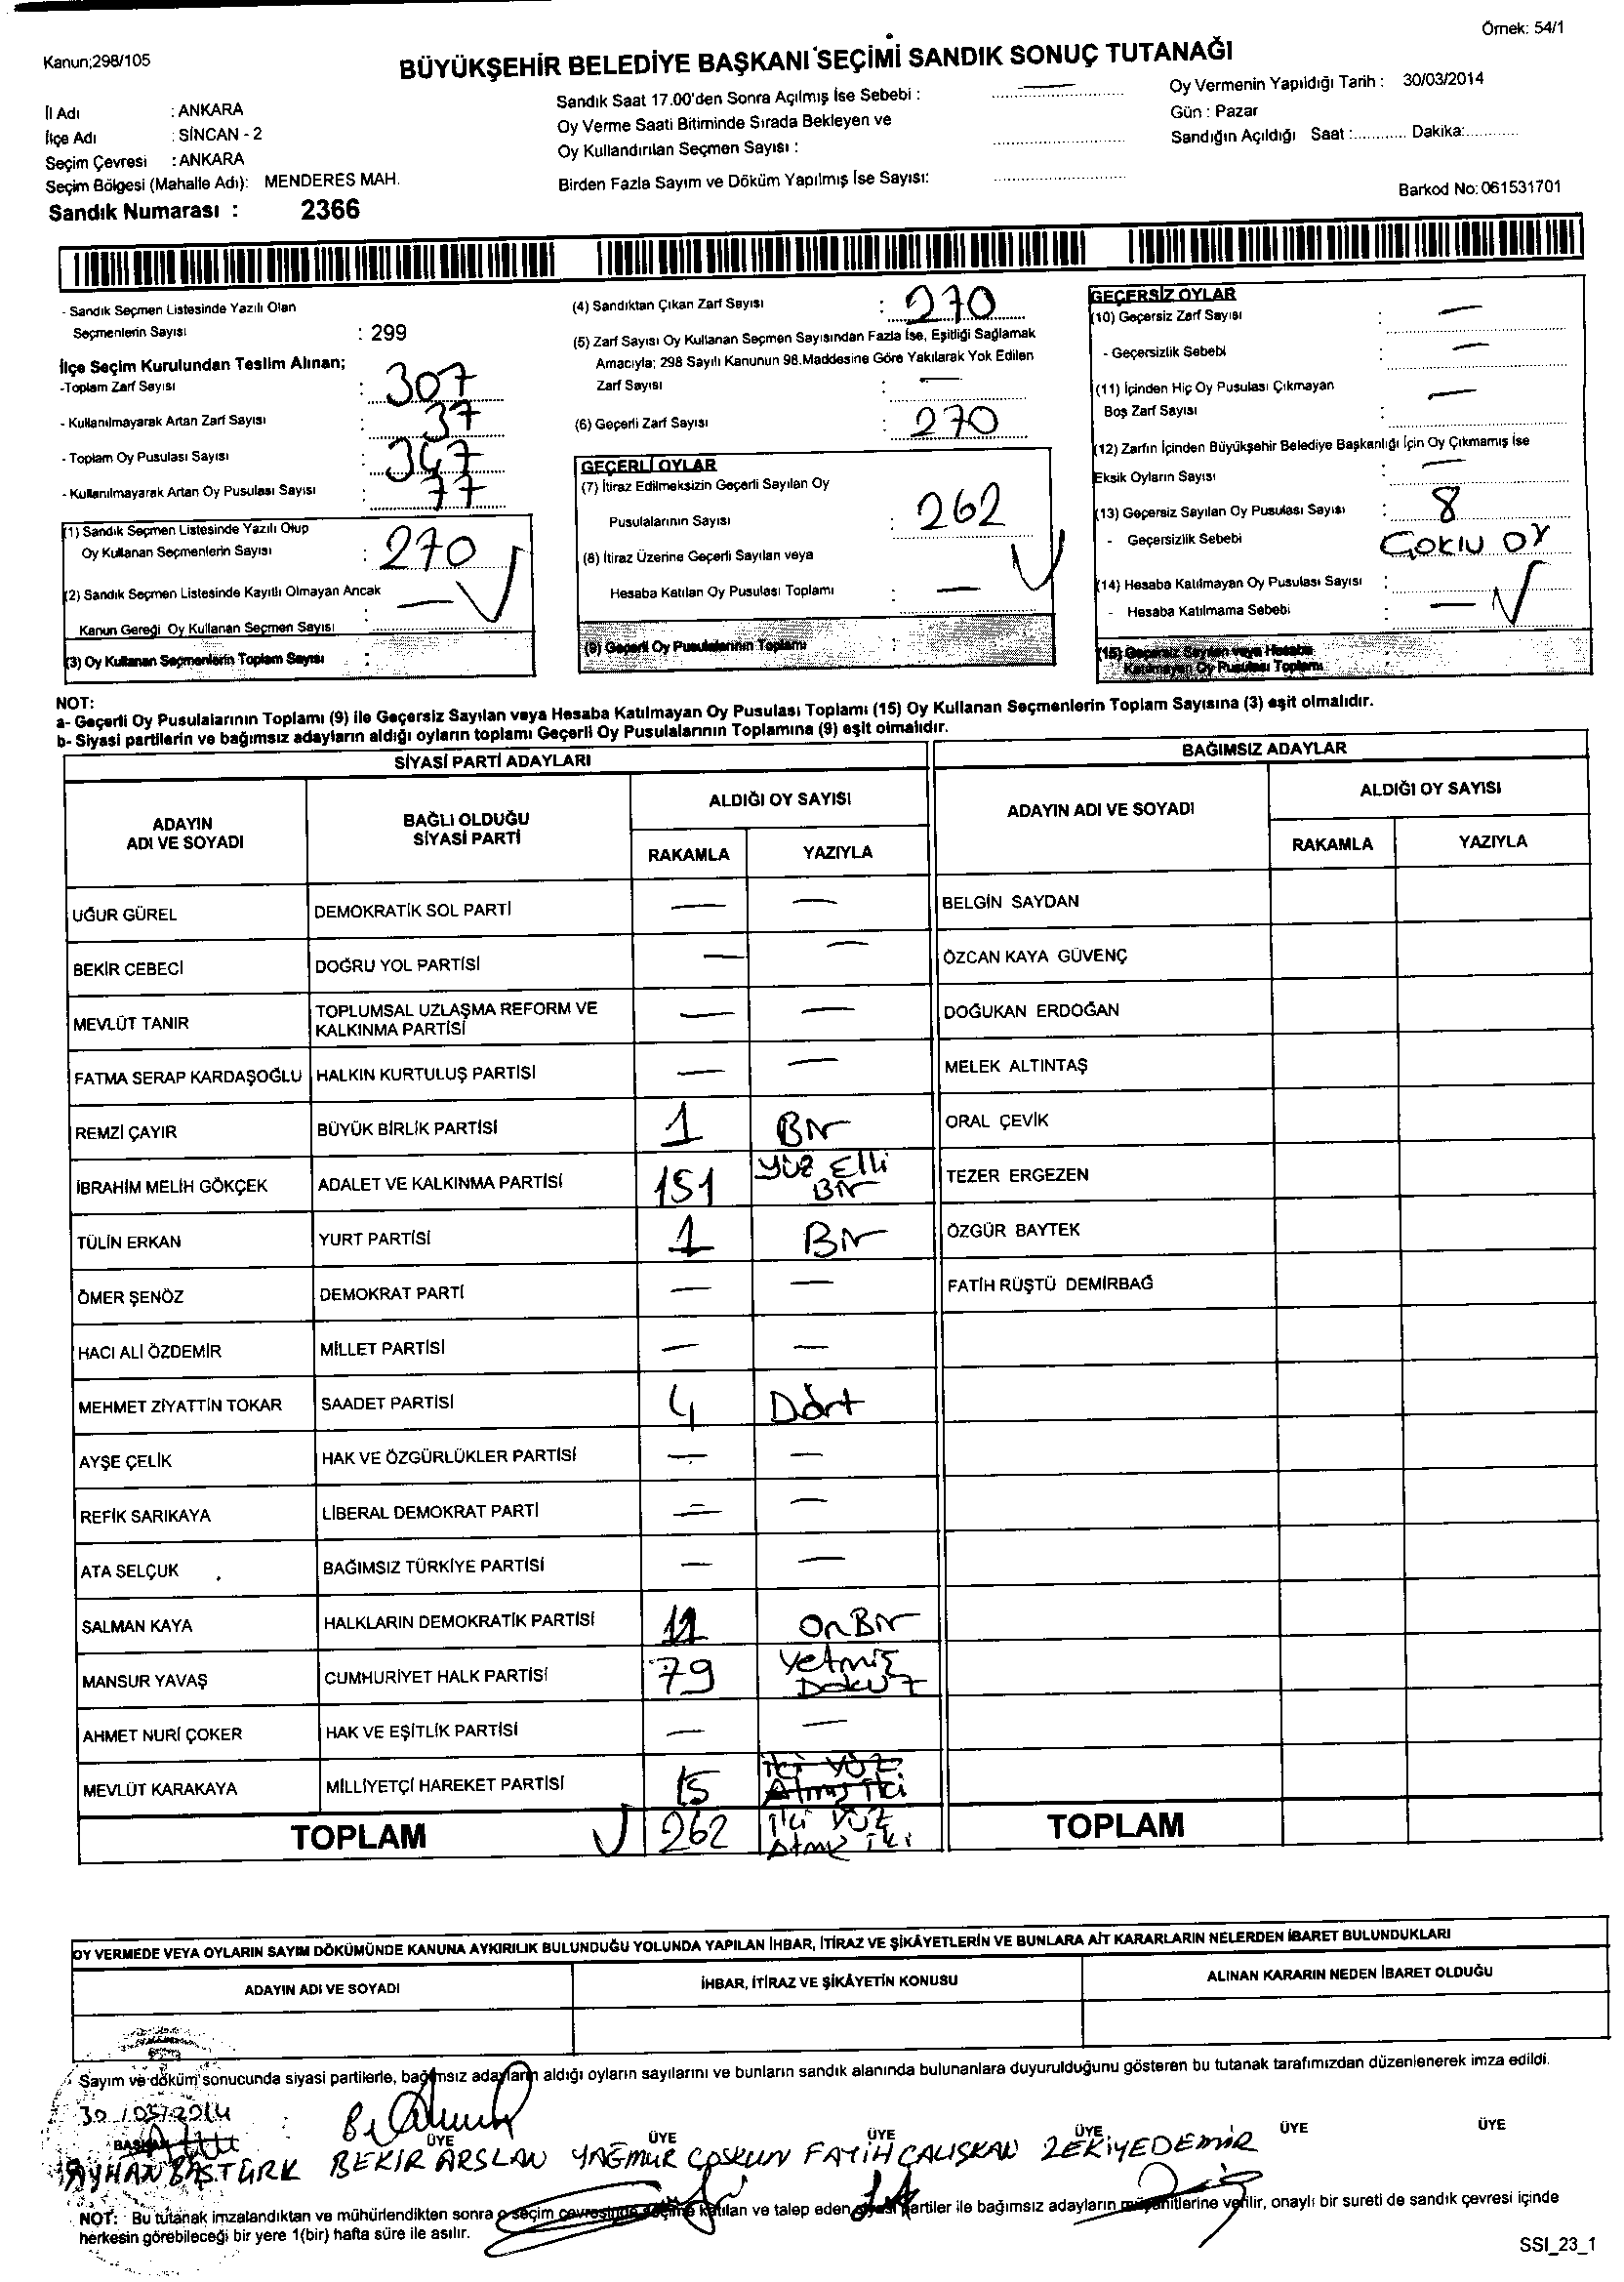 Örnek: 54/1
Kanun;298/105
BÜYÜKŞEHİR BELEDİYE BAŞKANI SEÇİMİ SANDIK SONUÇ TUTANAĞI
İl Adı : ANKARA
İlçe Adı : SİNCAN - 2
Seçim Çevresi : ANKARA
Seçim Bölgesi (Mahalle Adı): MENDERES MAH.
Sandık Numarası : 2366
Sandık Saat 17.00'den Sonra Açılmış İse Sebebi : —
Oy Verme Saati Bitiminde Sırada Bekleyen ve
Oy Kullandırılan Seçmen Sayısı :
Birden Fazla Sayım ve Döküm Yapılmış İse Sayısı:
Oy Vermenin Yapıldığı Tarih : 30/03/2014
Gün : Pazar
Sandığın Açıldığı Saat :............ Dakika:............
Barkod No: 061531701
- Sandık Seçmen Listesinde Yazılı Olan
Seçmenlerin Sayısı : 299
İlçe Seçim Kurulundan Teslim Alınan;
-Toplam Zarf Sayısı : 307
- Kullanılmayarak Artan Zarf Sayısı : 37
- Toplam Oy Pusulası Sayısı : 347
- Kullanılmayarak Artan Oy Pusulası Sayısı : 77
(1) Sandık Seçmen Listesinde Yazılı Olup
Oy Kullanan Seçmenlerin Sayısı : 270
(2) Sandık Seçmen Listesinde Kayıtlı Olmayan Ancak
Kanun Gereği Oy Kullanan Seçmen Sayısı —
(3) Oy Kullanan Seçmenlerin Toplam Sayısı :
(4) Sandıktan Çıkan Zarf Sayısı : 270
(5) Zarf Sayısı Oy Kullanan Seçmen Sayısından Fazla İse, Eşitliği Sağlamak
Amacıyla; 298 Sayılı Kanunun 98.Maddesine Göre Yakılarak Yok Edilen
Zarf Sayısı : —
(6) Geçerli Zarf Sayısı : 270
GEÇERLİ OYLAR
(7) İtiraz Edilmeksizin Geçerli Sayılan Oy
Pusulalarının Sayısı : 262
(8) İtiraz Üzerine Geçerli Sayılan veya
Hesaba Katılan Oy Pusulası Toplamı : —
(9) Geçerli Oy Pusulalarının Toplamı :
GEÇERSİZ OYLAR
(10) Geçersiz Zarf Sayısı : —
- Geçersizlik Sebebi : —
(11) İçinden Hiç Oy Pusulası Çıkmayan
Boş Zarf Sayısı : —
(12) Zarfın İçinden Büyükşehir Belediye Başkanlığı İçin Oy Çıkmamış İse
Eksik Oyların Sayısı : —
(13) Geçersiz Sayılan Oy Pusulası Sayısı : 8
- Geçersizlik Sebebi : ÇOKLU OY
(14) Hesaba Katılmayan Oy Pusulası Sayısı :
- Hesaba Katılmama Sebebi : —
(15) Geçersiz Sayılan veya Hesaba
Katılmayan Oy Pusulası Toplamı :
NOT:
a- Geçerli Oy Pusulalarının Toplamı (9) ile Geçersiz Sayılan veya Hesaba Katılmayan Oy Pusulası Toplamı (15) Oy Kullanan Seçmenlerin Toplam Sayısına (3) eşit olmalıdır.
b- Siyasi partilerin ve bağımsız adayların aldığı oyların toplamı Geçerli Oy Pusulalarının Toplamına (9) eşit olmalıdır.
SİYASİ PARTİ ADAYLARI
ADAYIN
ADI VE SOYADI
BAĞLI OLDUĞU
SİYASİ PARTİ
ALDIĞI OY SAYISI
RAKAMLA YAZIYLA
UĞUR GÜREL DEMOKRATİK SOL PARTİ — —
BEKİR CEBECİ DOĞRU YOL PARTİSİ — —
MEVLÜT TANIR TOPLUMSAL UZLAŞMA REFORM VE
KALKINMA PARTİSİ — —
FATMA SERAP KARDAŞOĞLU HALKIN KURTULUŞ PARTİSİ — —
REMZİ ÇAYIR BÜYÜK BİRLİK PARTİSİ 1 Bir
İBRAHİM MELİH GÖKÇEK ADALET VE KALKINMA PARTİSİ 151 Yüz Elli
Bir
TÜLİN ERKAN YURT PARTİSİ 1 Bir
ÖMER ŞENÖZ DEMOKRAT PARTİ — —
HACI ALİ ÖZDEMİR MİLLET PARTİSİ — —
MEHMET ZİYATTİN TOKAR SAADET PARTİSİ 4 Dört
AYŞE ÇELİK HAK VE ÖZGÜRLÜKLER PARTİSİ — —
REFİK SARIKAYA LİBERAL DEMOKRAT PARTİ — —
ATA SELÇUK BAĞIMSIZ TÜRKİYE PARTİSİ — —
SALMAN KAYA HALKLARIN DEMOKRATİK PARTİSİ 11 On Bir
MANSUR YAVAŞ CUMHURİYET HALK PARTİSİ 79 Yetmiş
Dokuz
AHMET NURİ ÇOKER HAK VE EŞİTLİK PARTİSİ — —
MEVLÜT KARAKAYA MİLLİYETÇİ HAREKET PARTİSİ 15 İki Yüz
Atmış İki
TOPLAM 262 İki Yüz
Atmış İki
BAĞIMSIZ ADAYLAR
ADAYIN ADI VE SOYADI
ALDIĞI OY SAYISI
RAKAMLA YAZIYLA
BELGİN SAYDAN
ÖZCAN KAYA GÜVENÇ
DOĞUKAN ERDOĞAN
MELEK ALTINTAŞ
ORAL ÇEVİK
TEZER ERGEZEN
ÖZGÜR BAYTEK
FATİH RÜŞTÜ DEMİRBAĞ
TOPLAM
OY VERMEDE VEYA OYLARIN SAYIM DÖKÜMÜNDE KANUNA AYKIRILIK BULUNDUĞU YOLUNDA YAPILAN İHBAR, İTİRAZ VE ŞİKÂYETLERİN VE BUNLARA AİT KARARLARIN NELERDEN İBARET BULUNDUKLARI
ADAYIN ADI VE SOYADI İHBAR, İTİRAZ VE ŞİKÂYETİN KONUSU ALINAN KARARIN NEDEN İBARET OLDUĞU
Sayım ve döküm sonucunda siyasi partilerle, bağımsız adayların aldığı oyların sayılarını ve bunların sandık alanında bulunanlara duyurulduğunu gösteren bu tutanak tarafımızdan düzenlenerek imza edildi.
30/03/2014
BAŞKAN ÜYE ÜYE ÜYE ÜYE ÜYE ÜYE
AYHAN BAŞTÜRK BEKİR ARSLAN YAĞMUR COŞKUN FATİH ÇALIŞKAN ZEKİYE DEMİR
NOT: Bu tutanak imzalandıktan ve mühürlendikten sonra o seçim çevresinde seçime katılan ve talep eden siyasi partiler ile bağımsız adayların müşahitlerine verilir, onaylı bir sureti de sandık çevresi içinde
herkesin görebileceği bir yere 1(bir) hafta süre ile asılır.
SSI_23_1